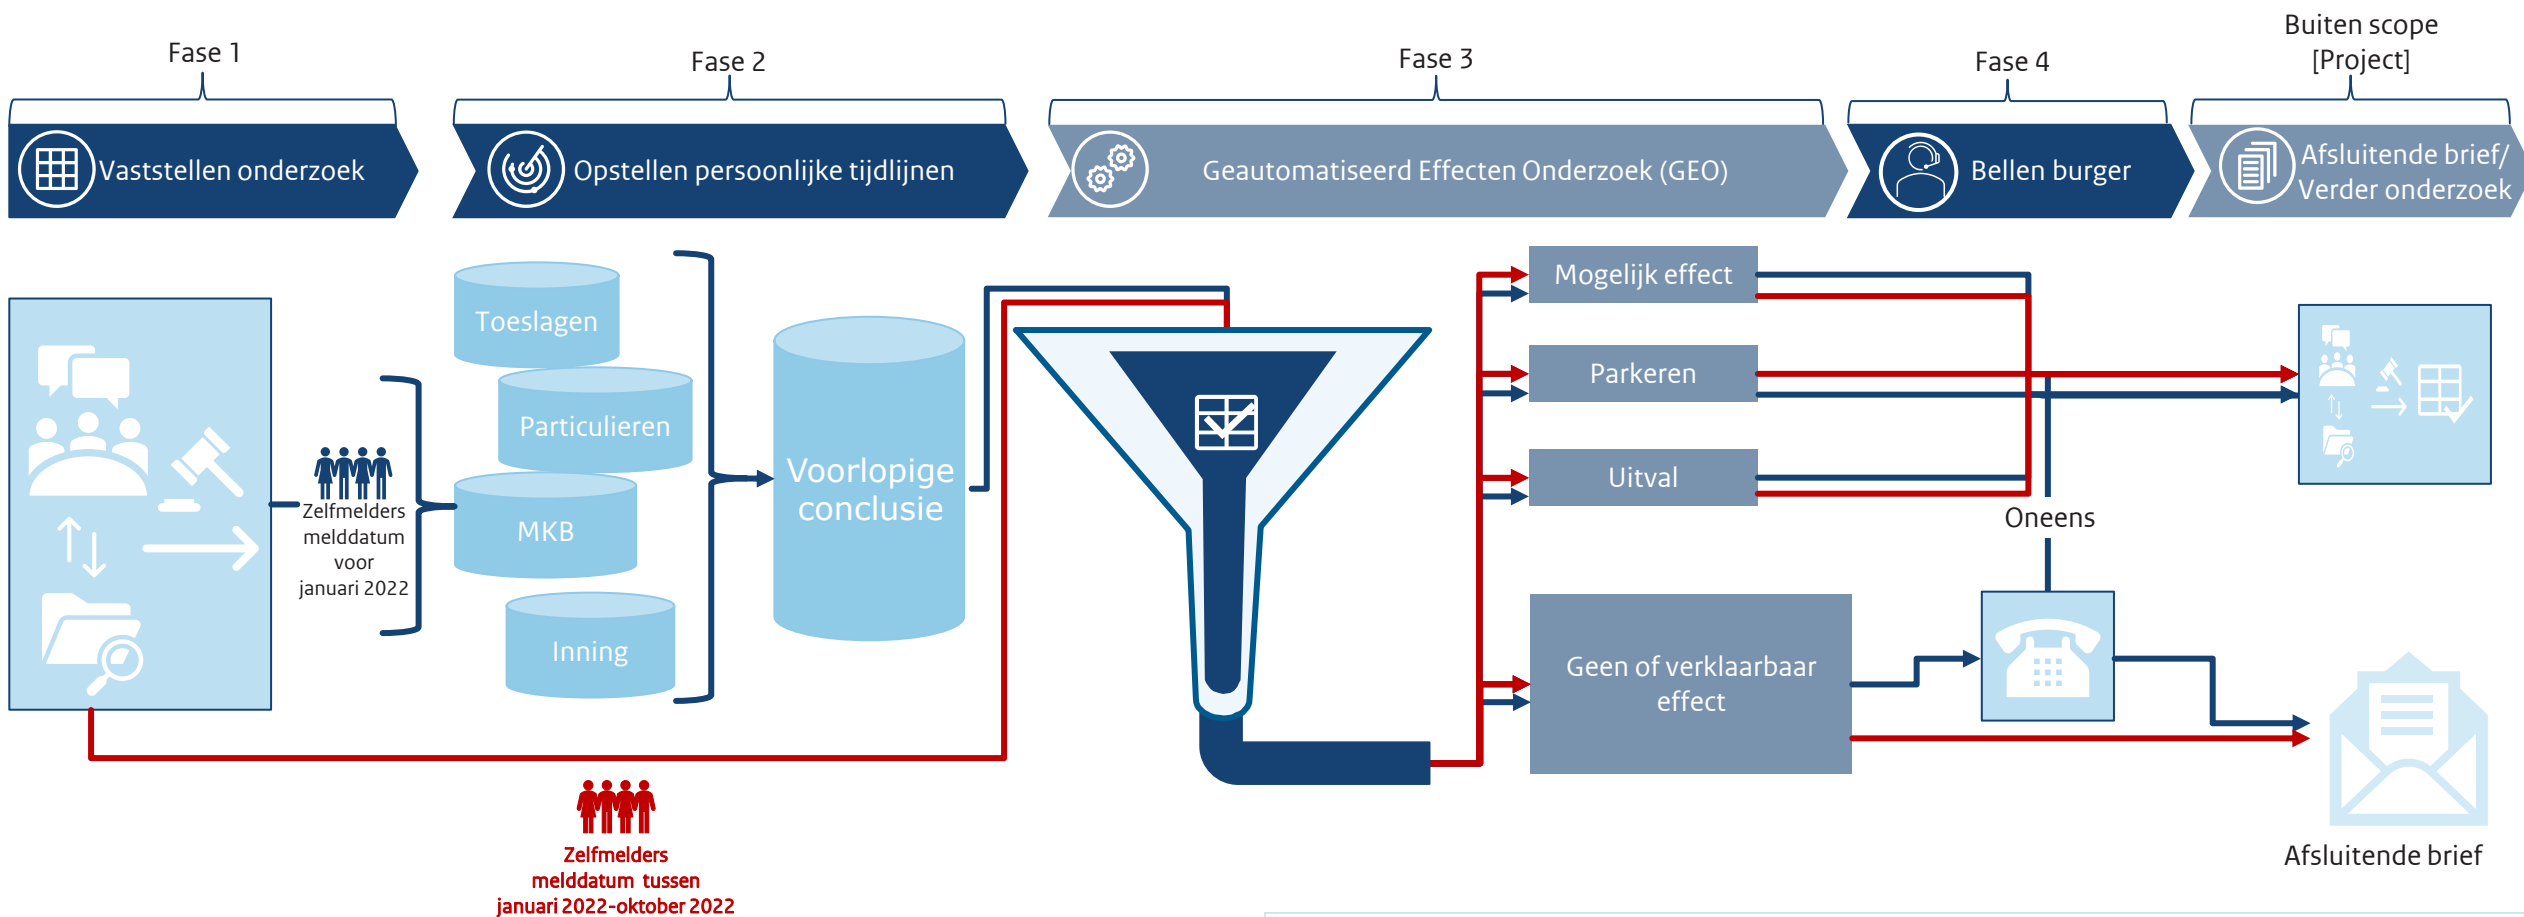 Fase 1
Fase 2
Fase 3
Fase 4
Buiten scope
[Project]
Vaststellen onderzoek
Opstellen persoonlijke tijdlijnen
Geautomatiseerd Effecten Onderzoek (GEO)
Bellen burger
Afsluitende brief/
Verder onderzoek
Zelfmelders
melddatum
voor
januari 2022
Toeslagen
Particulieren
MKB
Inning
Voorlopige
conclusie
Mogelijk effect
Parkeren
Uitval
Geen of verklaarbaar
effect
Oneens
Afsluitende brief
Zelfmelders
melddatum tussen
januari 2022-oktober 2022